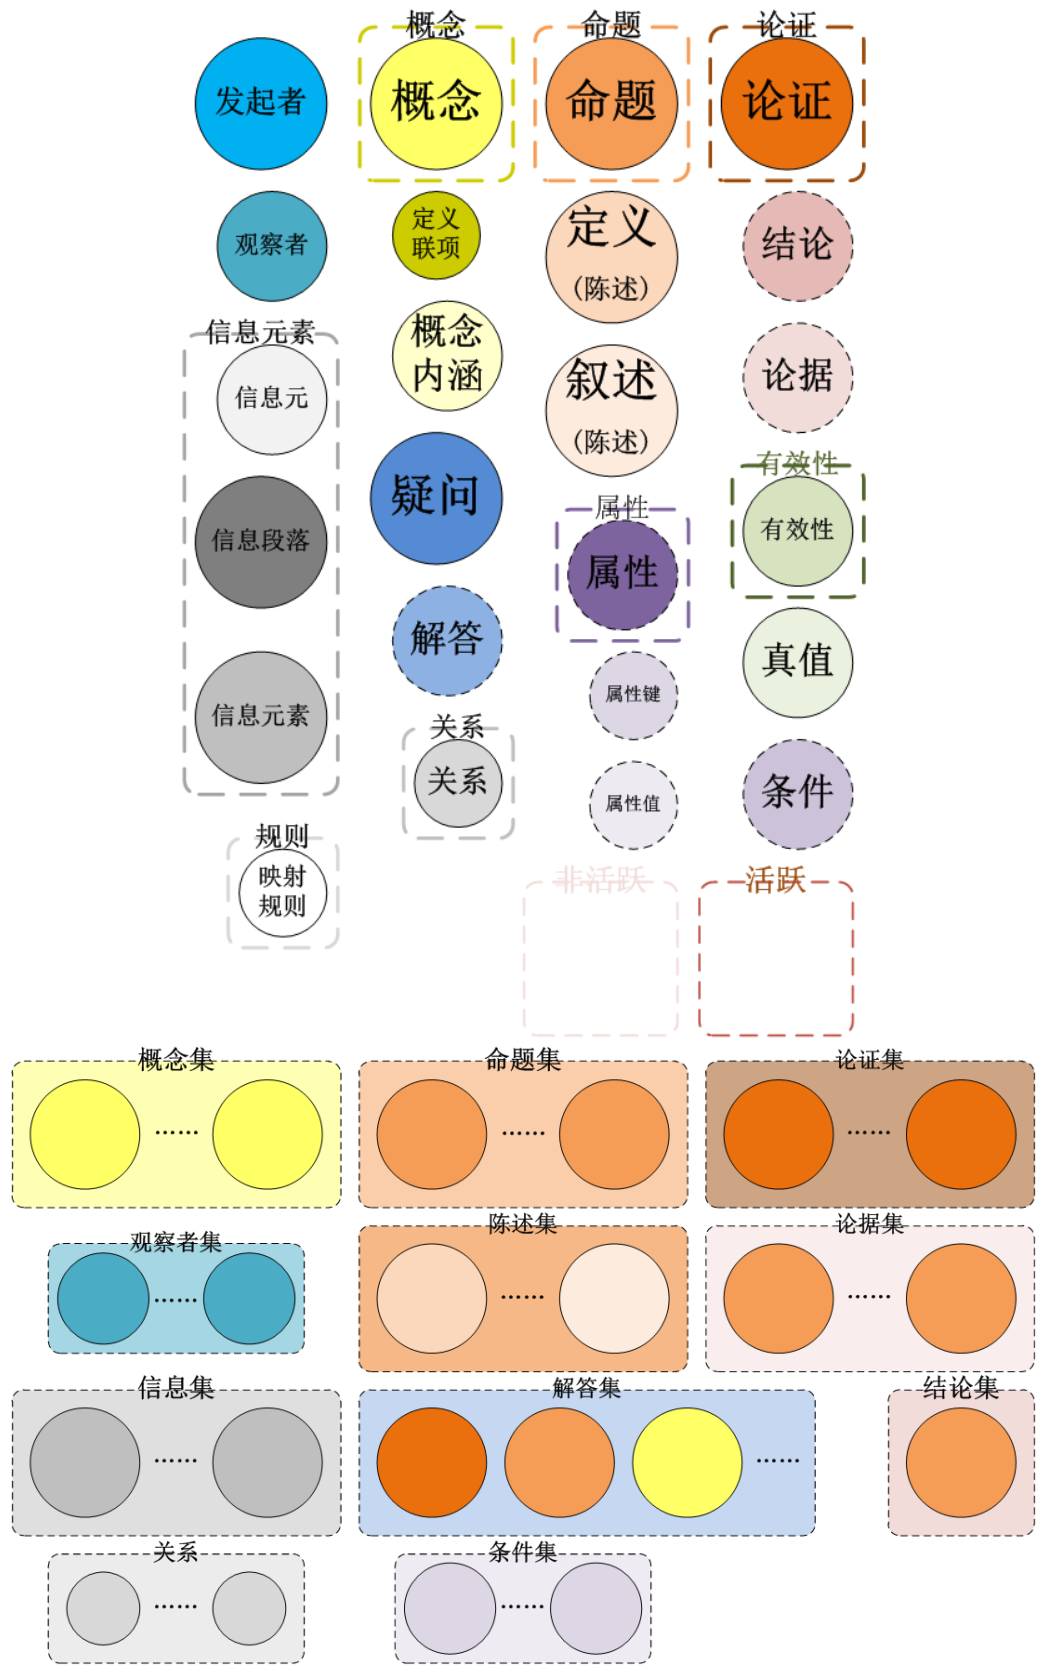 概念
命题
论证
发起者
概念
命题
论证
观察者
定义
联项
定义
(陈述)
结论
信息元素
信息元
概念
内涵
叙述
(陈述)
论据
有效性
有效性
疑问
属性
属性
信息段落
解答
属性键
真值
信息元素
关系
关系
属性值
条件
规则
映射
规则
非活跃
活跃
概念集
······
命题集
······
论证集
······
观察者集
······
陈述集
······
论据集
······
信息集
······
解答集
······
结论集
关系
······
条件集
······